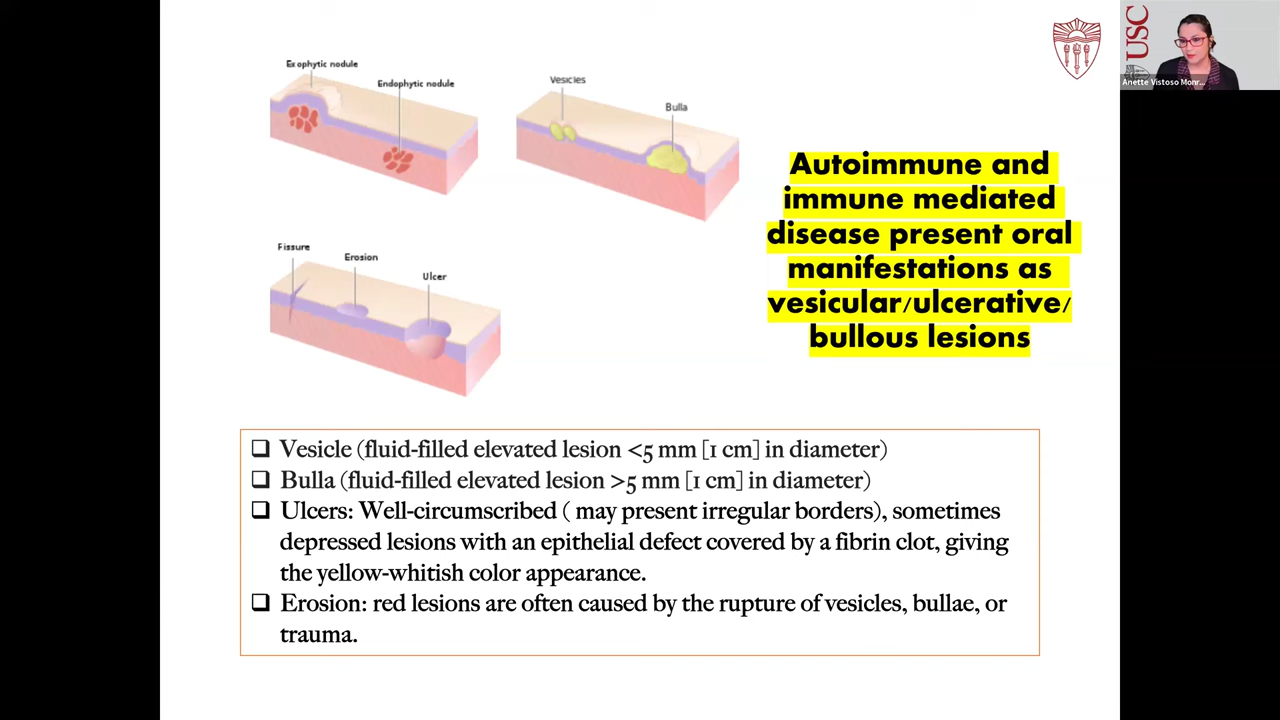 Exophytic nodule
Endophytic nodule
Vesicles
Bulla
Fissure
Erosion
Ulcer
Autoimmune and
immune mediated
disease present oral
manifestations as
vesicular/ulcerative/
bullous lesions
❑ Vesicle (fluid-filled elevated lesion <5 mm [1 cm] in diameter)
❑ Bulla (fluid-filled elevated lesion >5 mm [1 cm] in diameter)
❑ Ulcers: Well-circumscribed ( may present irregular borders), sometimes
depressed lesions with an epithelial defect covered by a fibrin clot, giving
the yellow-whitish color appearance.
❑ Erosion: red lesions are often caused by the rupture of vesicles, bullae, or
trauma.
USC
Anette Vistoso Monr...